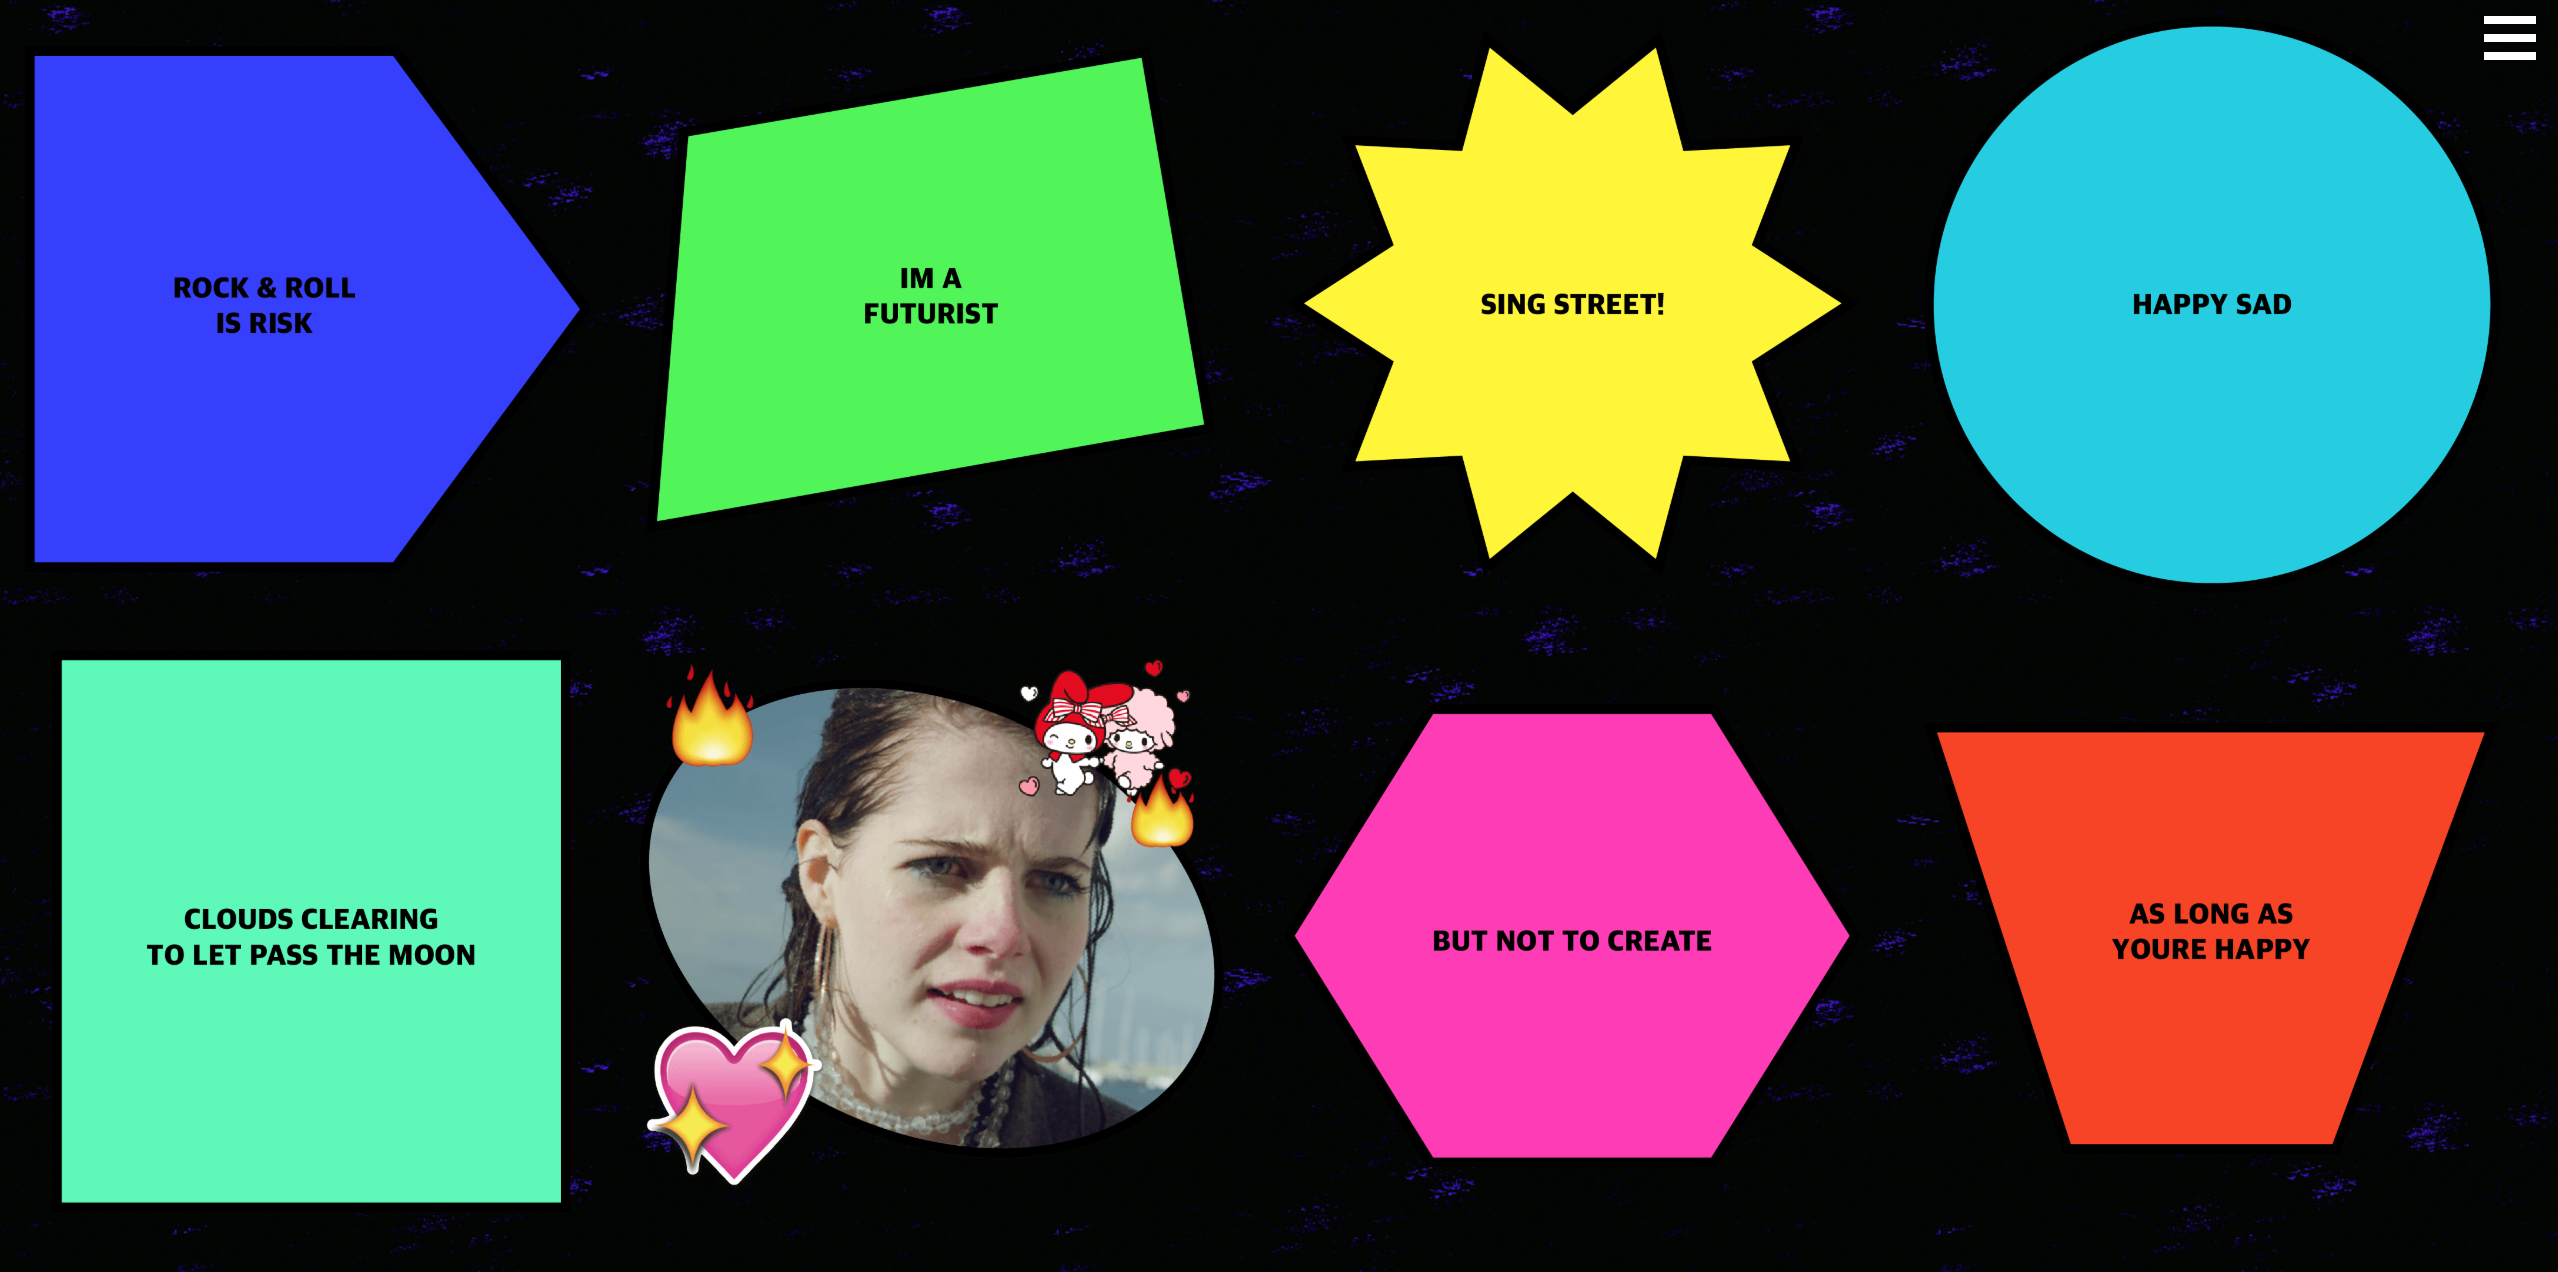 ROCK & ROLL
IS RISK
IM A
FUTURIST
SING STREET!
HAPPY SAD
CLOUDS CLEARING
TO LET PASS THE MOON
BUT NOT TO CREATE
AS LONG AS
YOURE HAPPY